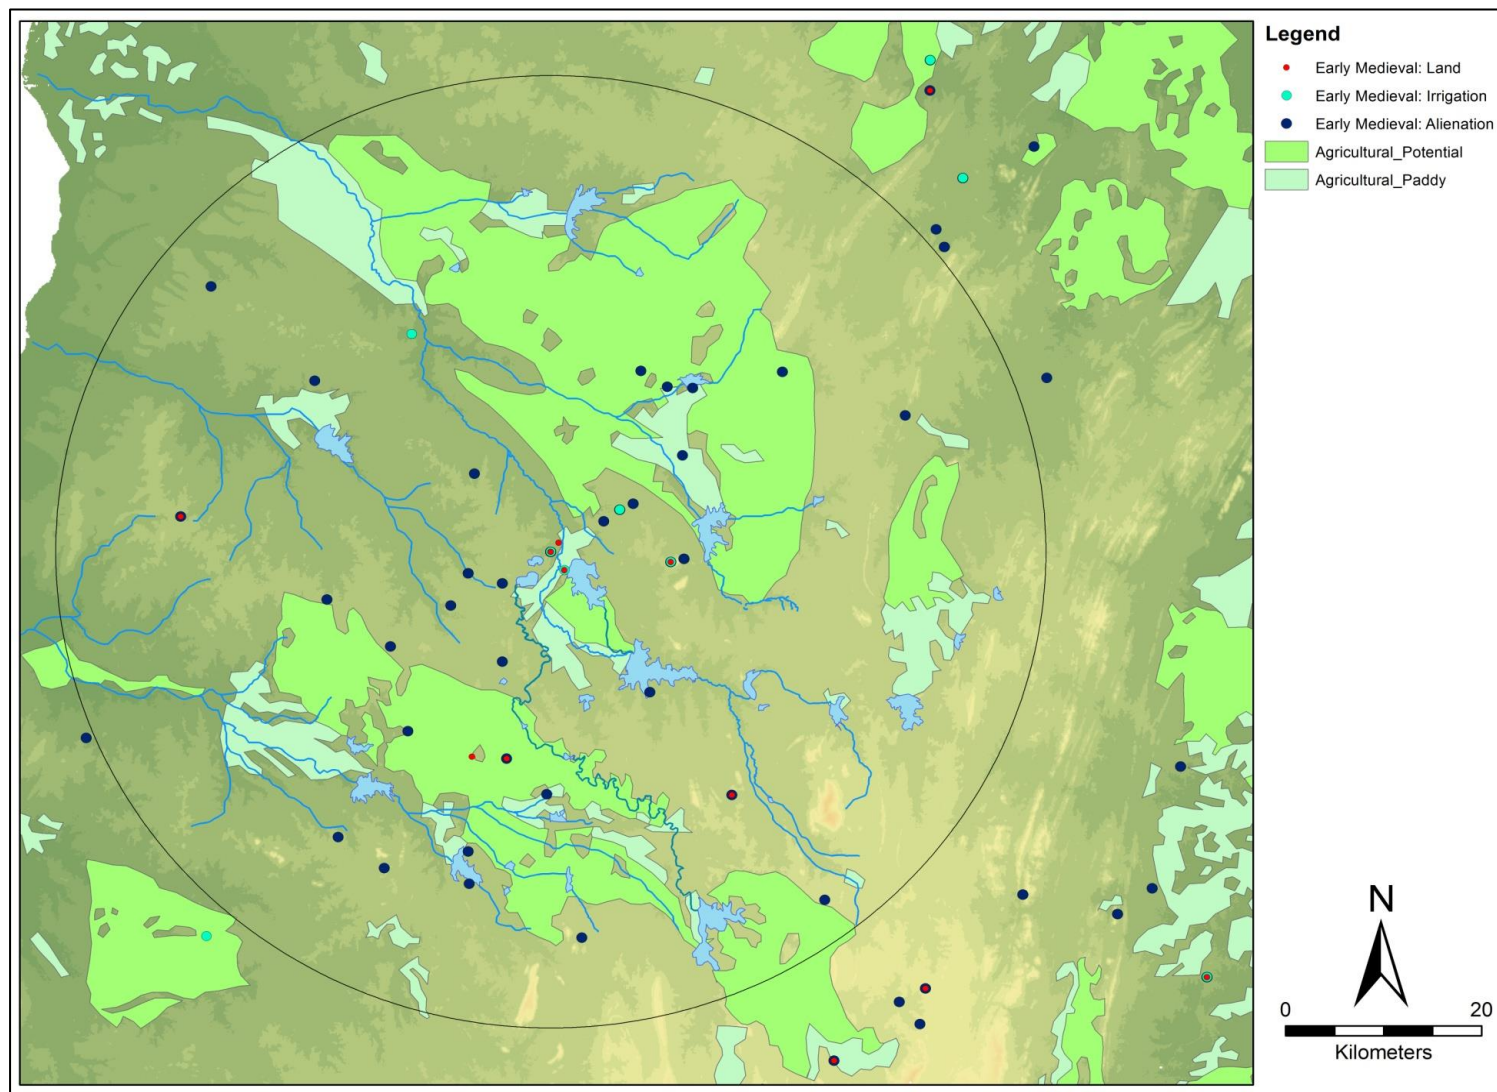 Legend
Early Medieval: Land
Early Medieval: Irrigation
Early Medieval: Alienation
Agricultural_Potential
Agricultural_Paddy
N
0 20
Kilometers